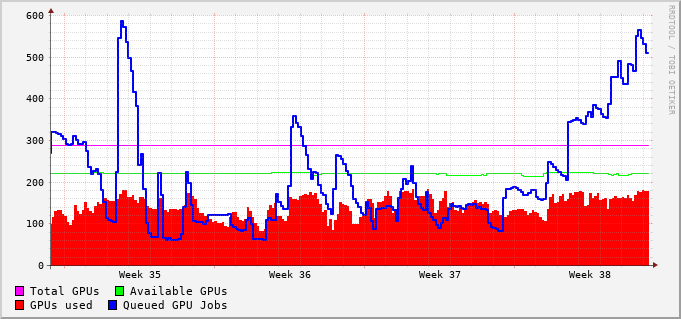 600
500
400
300
200
100
0
Week 35 Week 36 Week 37 Week 38
Total GPUs Available GPUs
GPUs used Queued GPU Jobs
RRDTOOL / TOBI OETIKER